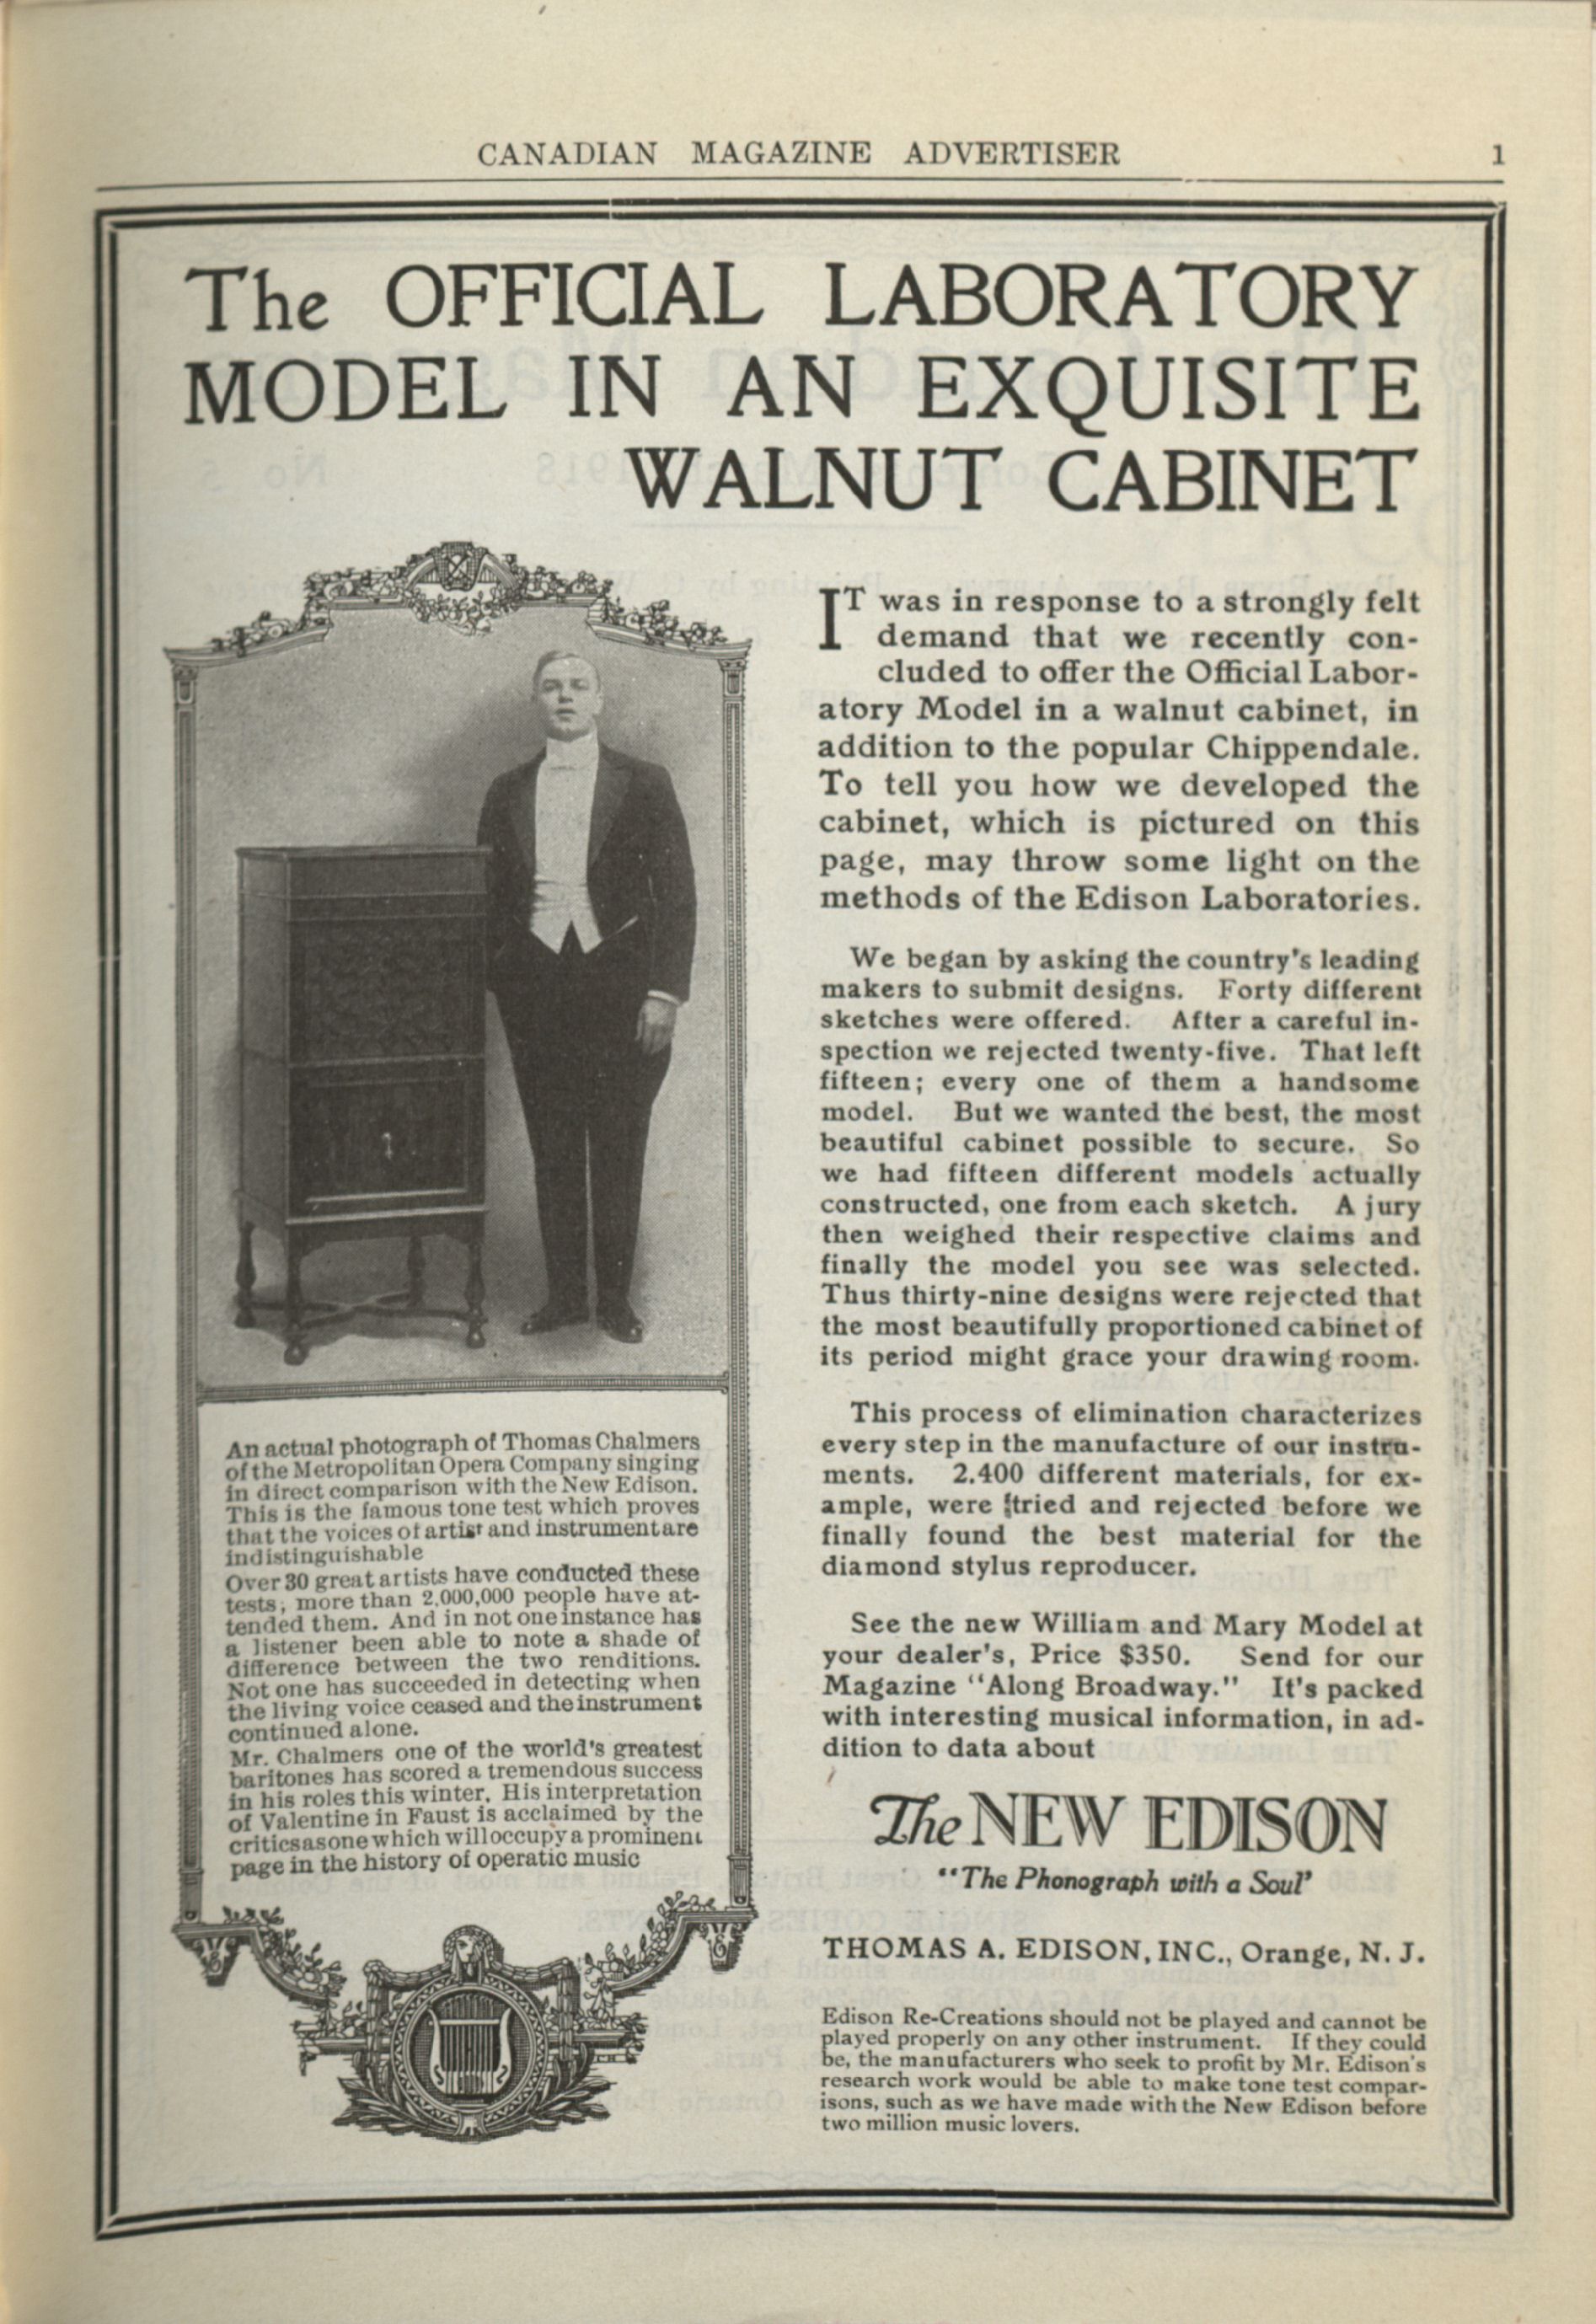 CANADIAN MAGAZINE ADVERTISER 1
The OFFICIAL LABORATORY
MODEL IN AN EXQUISITE
WALNUT CABINET
An actual photograph of Thomas Chalmers
of the Metropolitan Opera Company singing
in direct comparison with the New Edison.
This is the famous tone test which proves
that the voices of artist and instrument are
indistinguishable
Over 30 great artists have conducted these
tests; more than 2,000,000 people have at-
tended them. And in not one instance has
a listener been able to note a shade of
difference between the two renditions.
Not one has succeeded in detecting when
the living voice ceased and the instrument
continued alone.
Mr. Chalmers one of the world's greatest
baritones has scored a tremendous success
in his roles this winter. His interpretation
of Valentine in Faust is acclaimed by the
critics as one which will occupy a prominent
page in the history of operatic music
IT was in response to a strongly felt
demand that we recently con-
cluded to offer the Official Labor-
atory Model in a walnut cabinet, in
addition to the popular Chippendale.
To tell you how we developed the
cabinet, which is pictured on this
page, may throw some light on the
methods of the Edison Laboratories.
We began by asking the country's leading
makers to submit designs. Forty different
sketches were offered. After a careful in-
spection we rejected twenty-five. That left
fifteen; every one of them a handsome
model. But we wanted the best, the most
beautiful cabinet possible to secure. So
we had fifteen different models actually
constructed, one from each sketch. A jury
then weighed their respective claims and
finally the model you see was selected.
Thus thirty-nine designs were rejected that
the most beautifully proportioned cabinet of
its period might grace your drawing room.
This process of elimination characterizes
every step in the manufacture of our instru-
ments. 2.400 different materials, for ex-
ample, were tried and rejected before we
finally found the best material for the
diamond stylus reproducer.
See the new William and Mary Model at
your dealer's, Price $350. Send for our
Magazine "Along Broadway." It's packed
with interesting musical information, in ad-
dition to data about
The NEW EDISON
"The Phonograph with a Soul'
THOMAS A. EDISON, INC., Orange, N. J.
Edison Re-Creations should not be played and cannot be
played properly on any other instrument. If they could
be, the manufacturers who seek to profit by Mr. Edison's
research work would be able to make tone test compar-
isons, such as we have made with the New Edison before
two million music lovers.